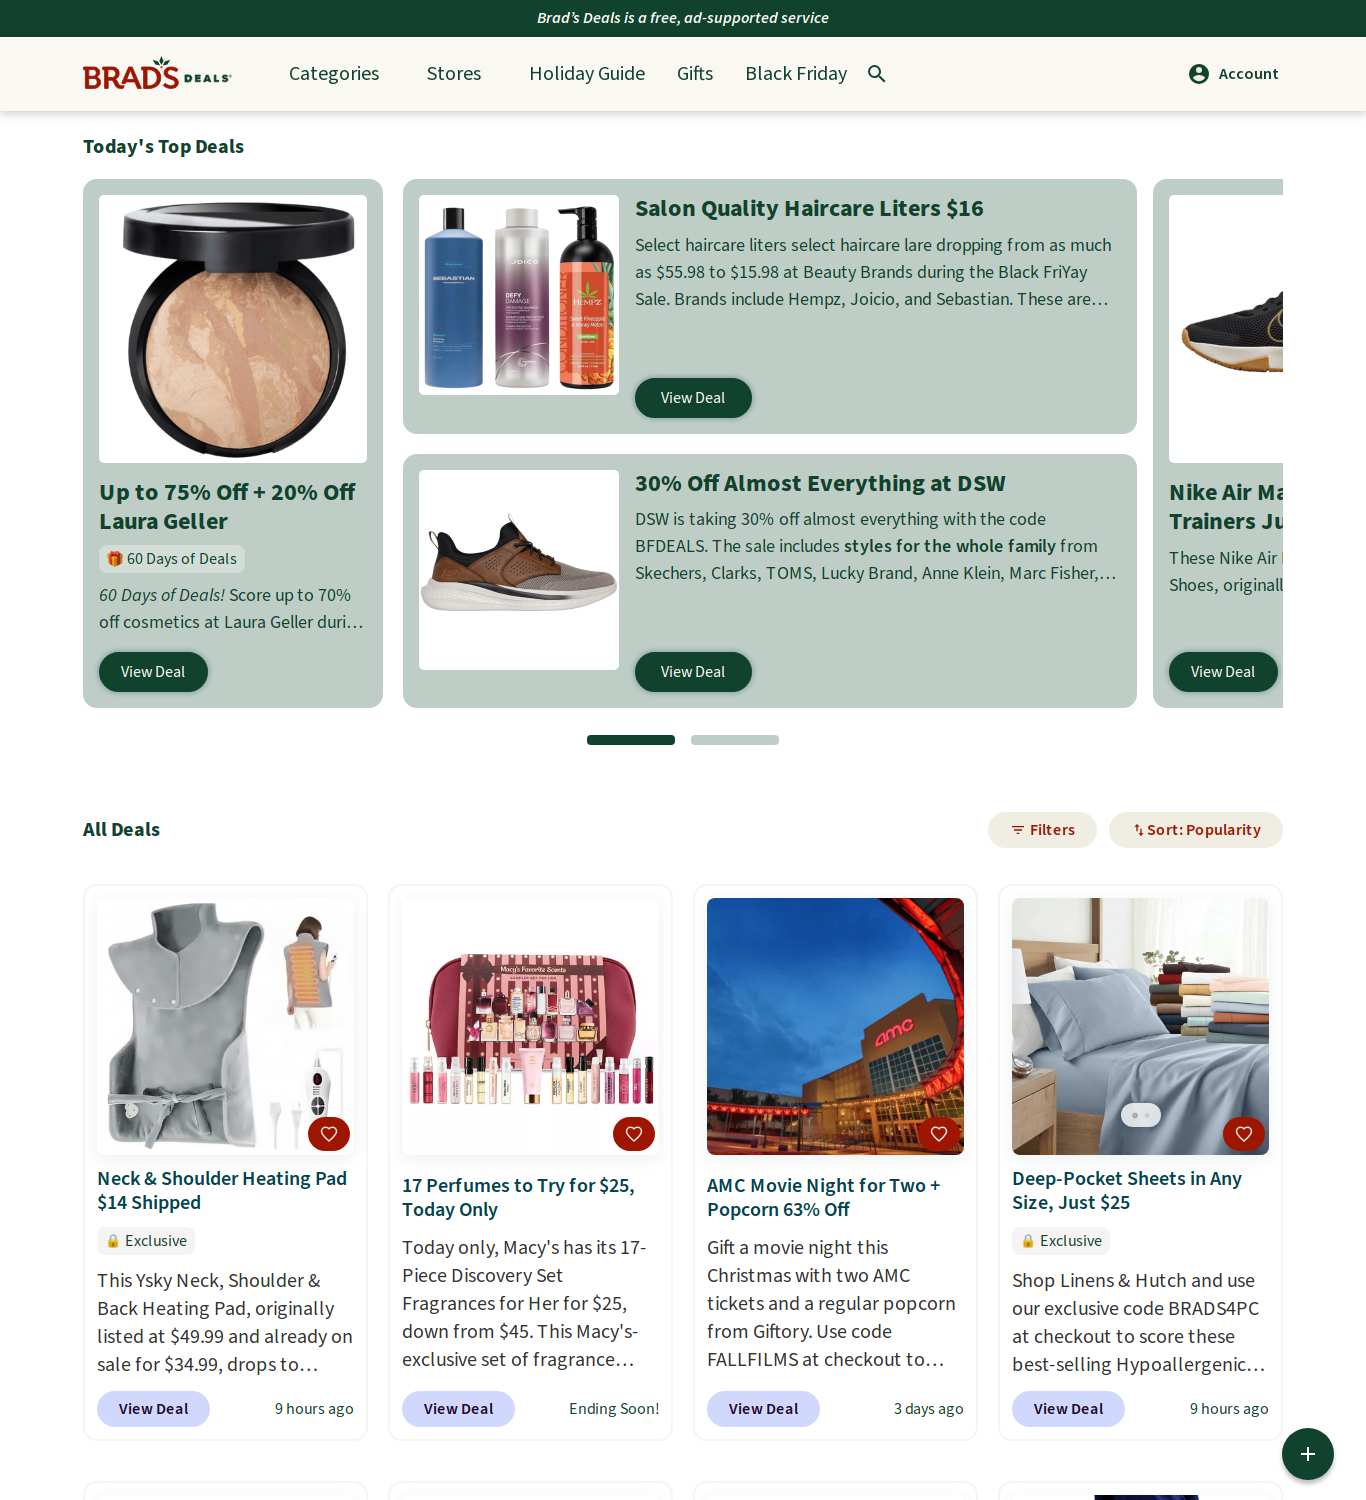 Brad's Deals is a free, ad-supported service
BRAD'S DEALS
Categories
Stores
Holiday Guide
Gifts
Black Friday
Account
Today's Top Deals
Up to 75% Off + 20% Off
Laura Geller
🎁 60 Days of Deals
60 Days of Deals! Score up to 70%
off cosmetics at Laura Geller duri…
View Deal
SEBASTIAN
JOICO
DEFY
DAMAGE
HEMPZ
Salon Quality Haircare Liters $16
Select haircare liters select haircare lare dropping from as much
as $55.98 to $15.98 at Beauty Brands during the Black FriYay
Sale. Brands include Hempz, Joicio, and Sebastian. These are…
View Deal
30% Off Almost Everything at DSW
DSW is taking 30% off almost everything with the code
BFDEALS. The sale includes styles for the whole family from
Skechers, Clarks, TOMS, Lucky Brand, Anne Klein, Marc Fisher,…
View Deal
Nike Air Ma
Trainers Ju
These Nike Air
Shoes, originall
View Deal
All Deals
Filters
Sort: Popularity
Neck & Shoulder Heating Pad
$14 Shipped
🔒 Exclusive
This Ysky Neck, Shoulder &
Back Heating Pad, originally
listed at $49.99 and already on
sale for $34.99, drops to…
View Deal
9 hours ago
Macy's Favorite Scents
17 Perfumes to Try for $25,
Today Only
Today only, Macy's has its 17-
Piece Discovery Set
Fragrances for Her for $25,
down from $45. This Macy's-
exclusive set of fragrance…
View Deal
Ending Soon!
amc
AMC Movie Night for Two +
Popcorn 63% Off
Gift a movie night this
Christmas with two AMC
tickets and a regular popcorn
from Giftory. Use code
FALLFILMS at checkout to…
View Deal
3 days ago
Deep-Pocket Sheets in Any
Size, Just $25
🔒 Exclusive
Shop Linens & Hutch and use
our exclusive code BRADS4PC
at checkout to score these
best-selling Hypoallergenic…
View Deal
9 hours ago